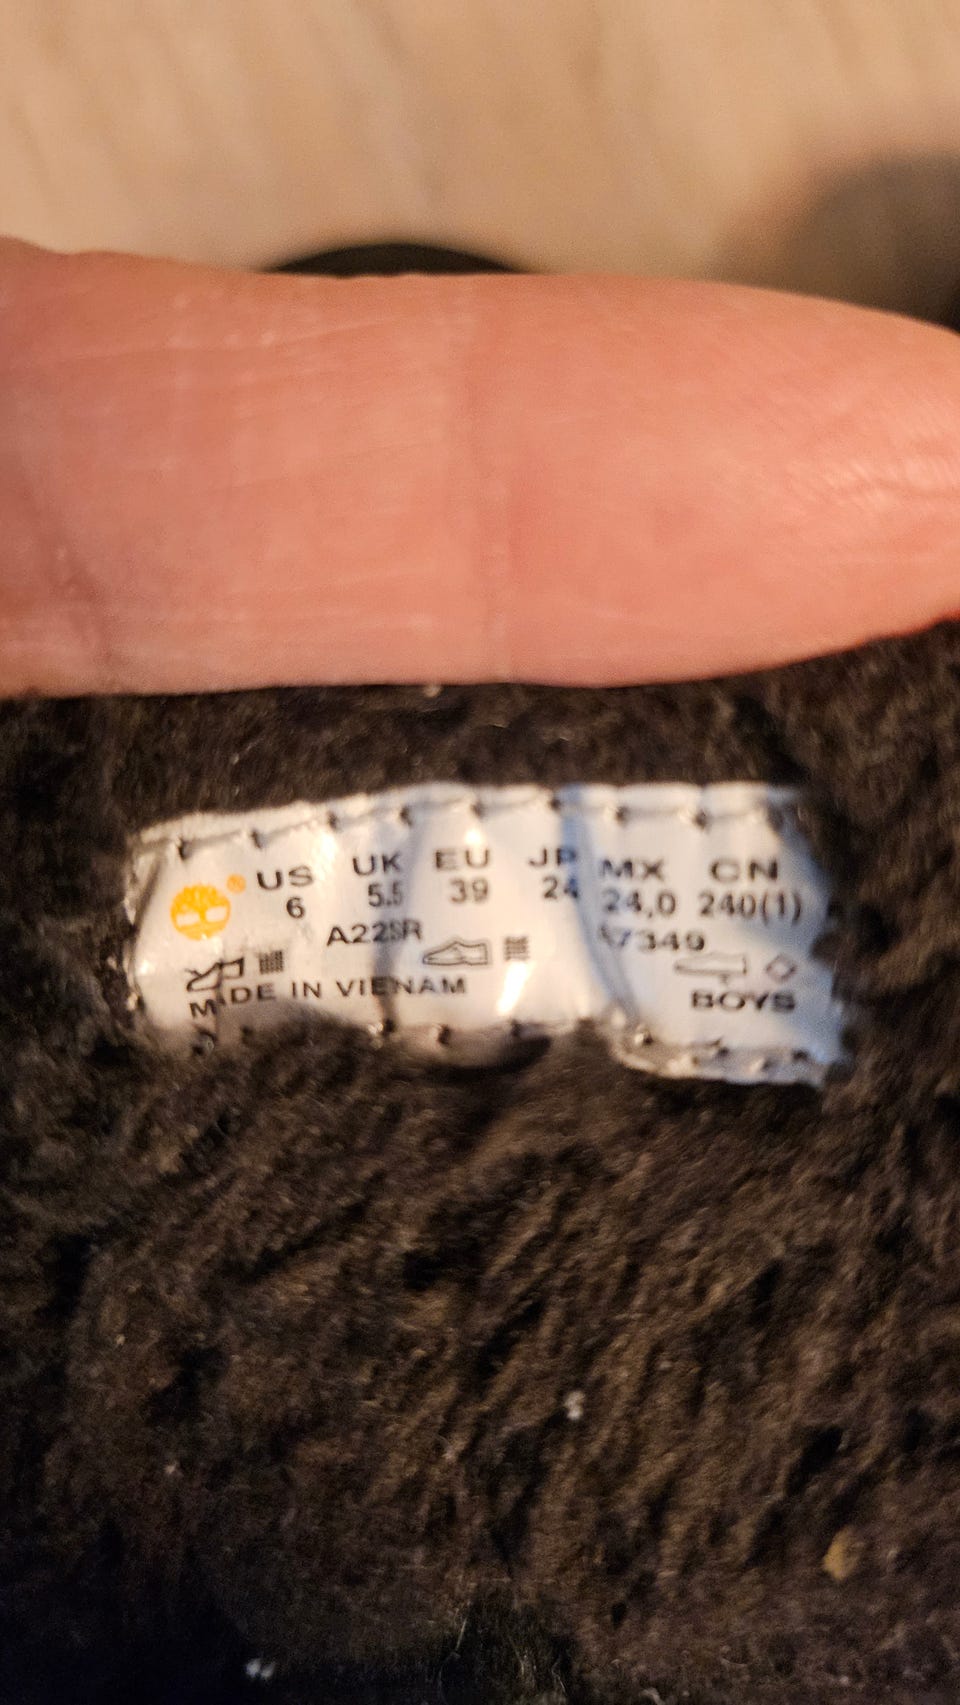 ® US UK EU JP MX CN
6 5.5 39 24 24,0 240(1)
A22SR 7349
MADE IN VIENAM BOYS